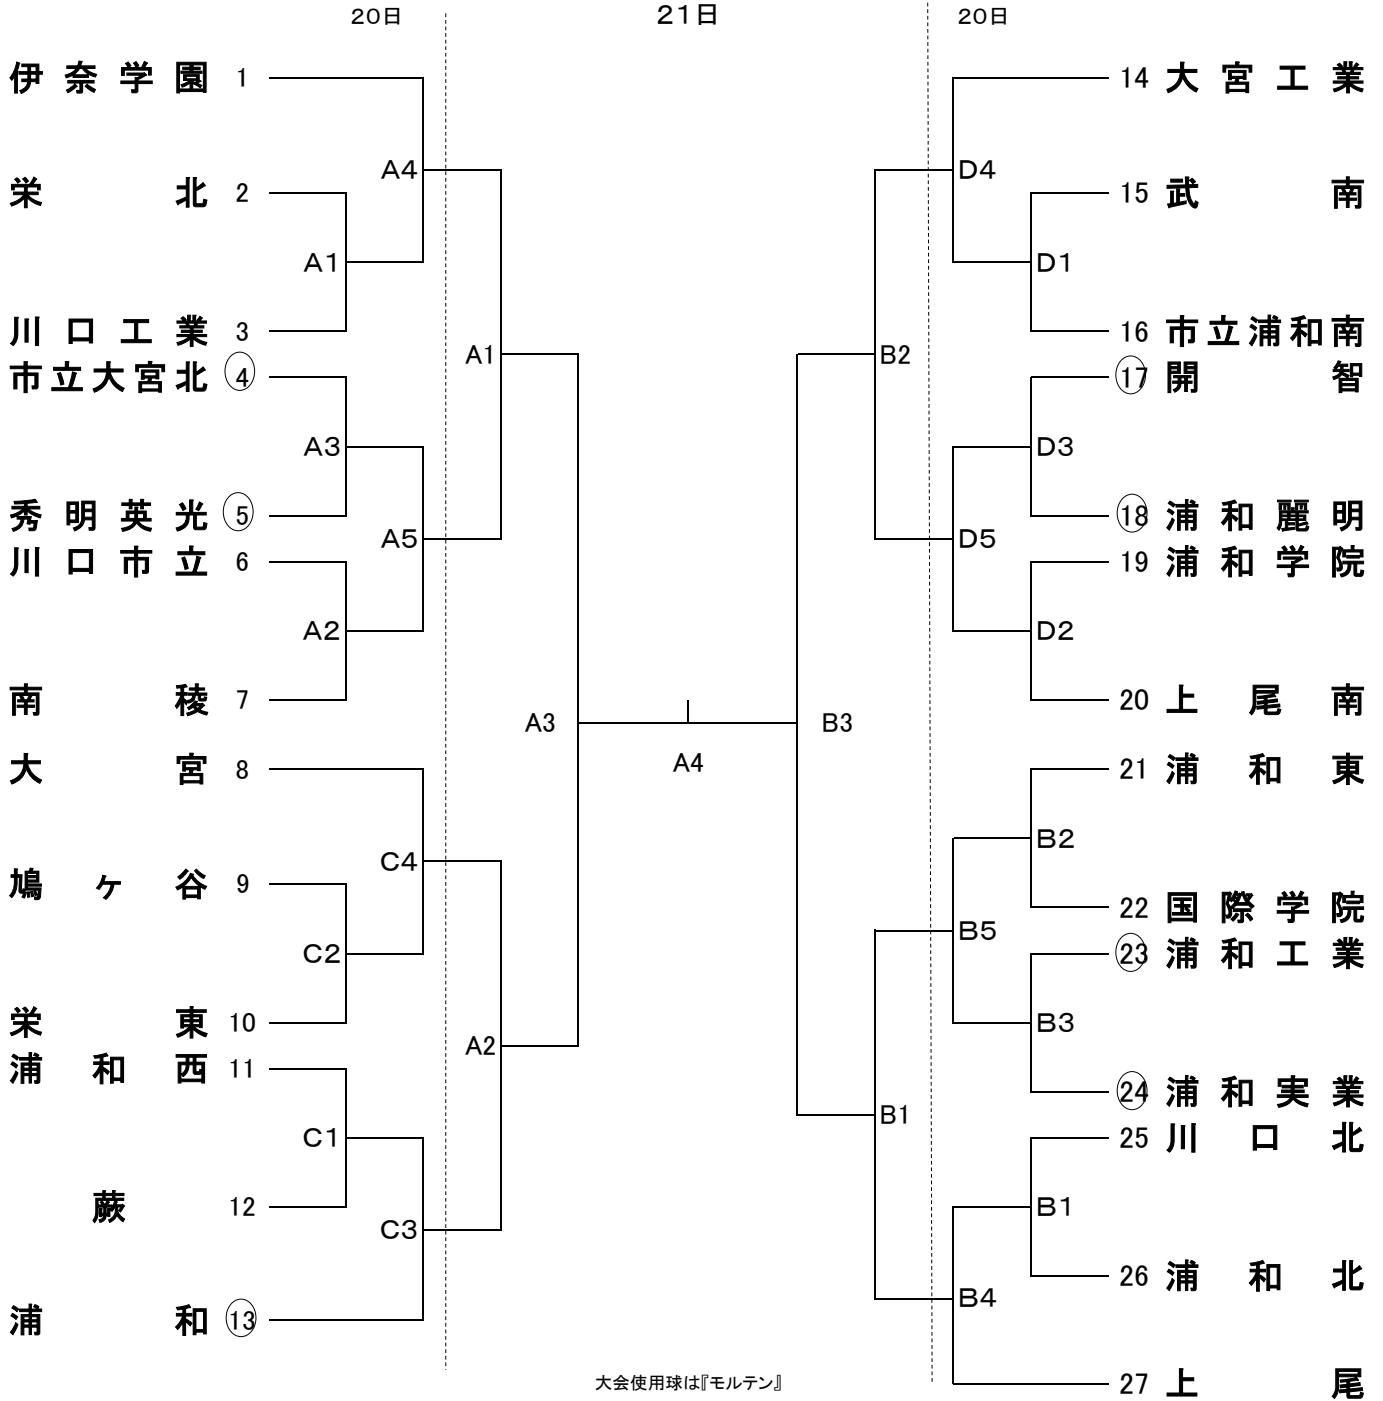 20日 21日 20日
伊奈学園 1
栄北 2
川口工業 3
市立大宮北 4
秀明英光 5
川口市立 6
南稜 7
大宮 8
鳩ヶ谷 9
栄東 10
浦和西 11
蕨 12
浦和 13
A4
A1
A3
A5
A2
C4
C2
C1
C3
A1
A2
A3
A4
B3
B2
B1
D4
D1
D3
D5
D2
B2
B5
B3
B1
B4
14 大宮工業
15 武南
16 市立浦和南
17 開智
18 浦和麗明
19 浦和学院
20 上尾南
21 浦和東
22 国際学院
23 浦和工業
24 浦和実業
25 川口北
26 浦和北
27 上尾
大会使用球は『モルテン』